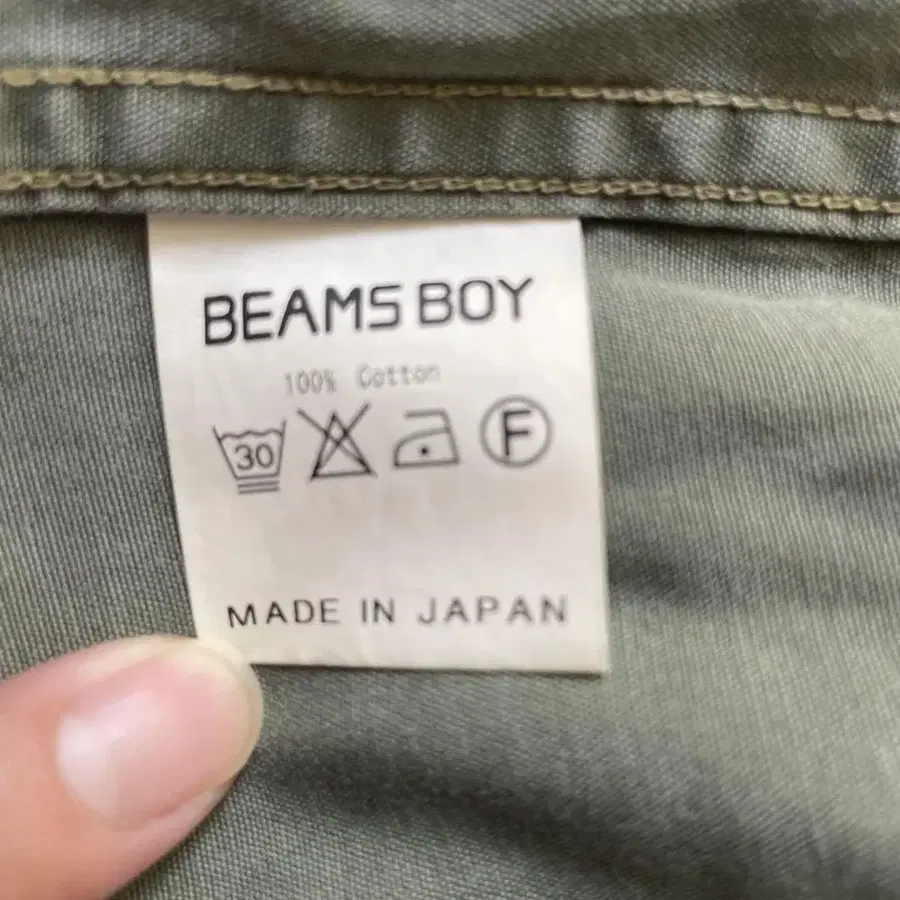 BEAMS BOY
100% Cotton
30 F
MADE IN JAPAN